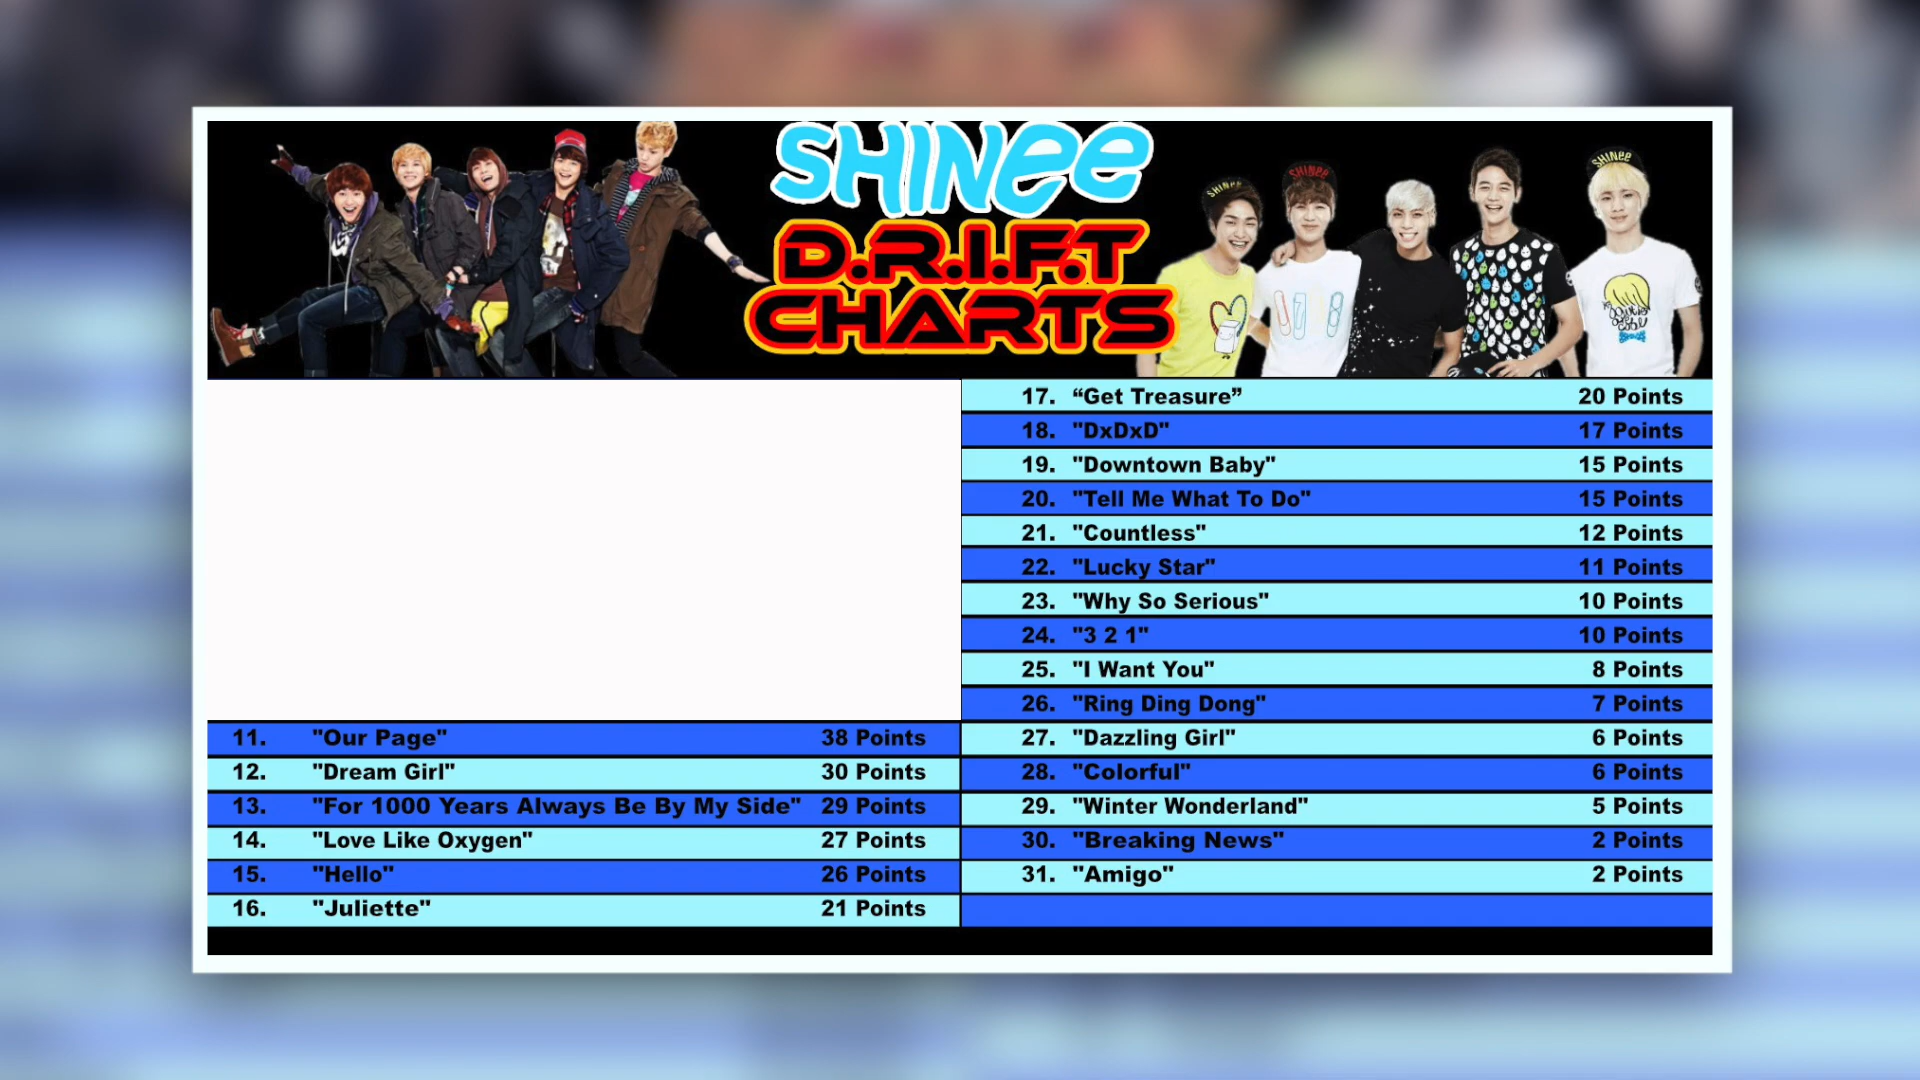 SHINee
D.R.I.F.T
CHARTS
SHINee
SHINee
SHINee
11. "Our Page" 38 Points
12. "Dream Girl" 30 Points
13. "For 1000 Years Always Be By My Side" 29 Points
14. "Love Like Oxygen" 27 Points
15. "Hello" 26 Points
16. "Juliette" 21 Points
17. “Get Treasure” 20 Points
18. "DxDxD" 17 Points
19. "Downtown Baby" 15 Points
20. "Tell Me What To Do" 15 Points
21. "Countless" 12 Points
22. "Lucky Star" 11 Points
23. "Why So Serious" 10 Points
24. "3 2 1" 10 Points
25. "I Want You" 8 Points
26. "Ring Ding Dong" 7 Points
27. "Dazzling Girl" 6 Points
28. "Colorful" 6 Points
29. "Winter Wonderland" 5 Points
30. "Breaking News" 2 Points
31. "Amigo" 2 Points